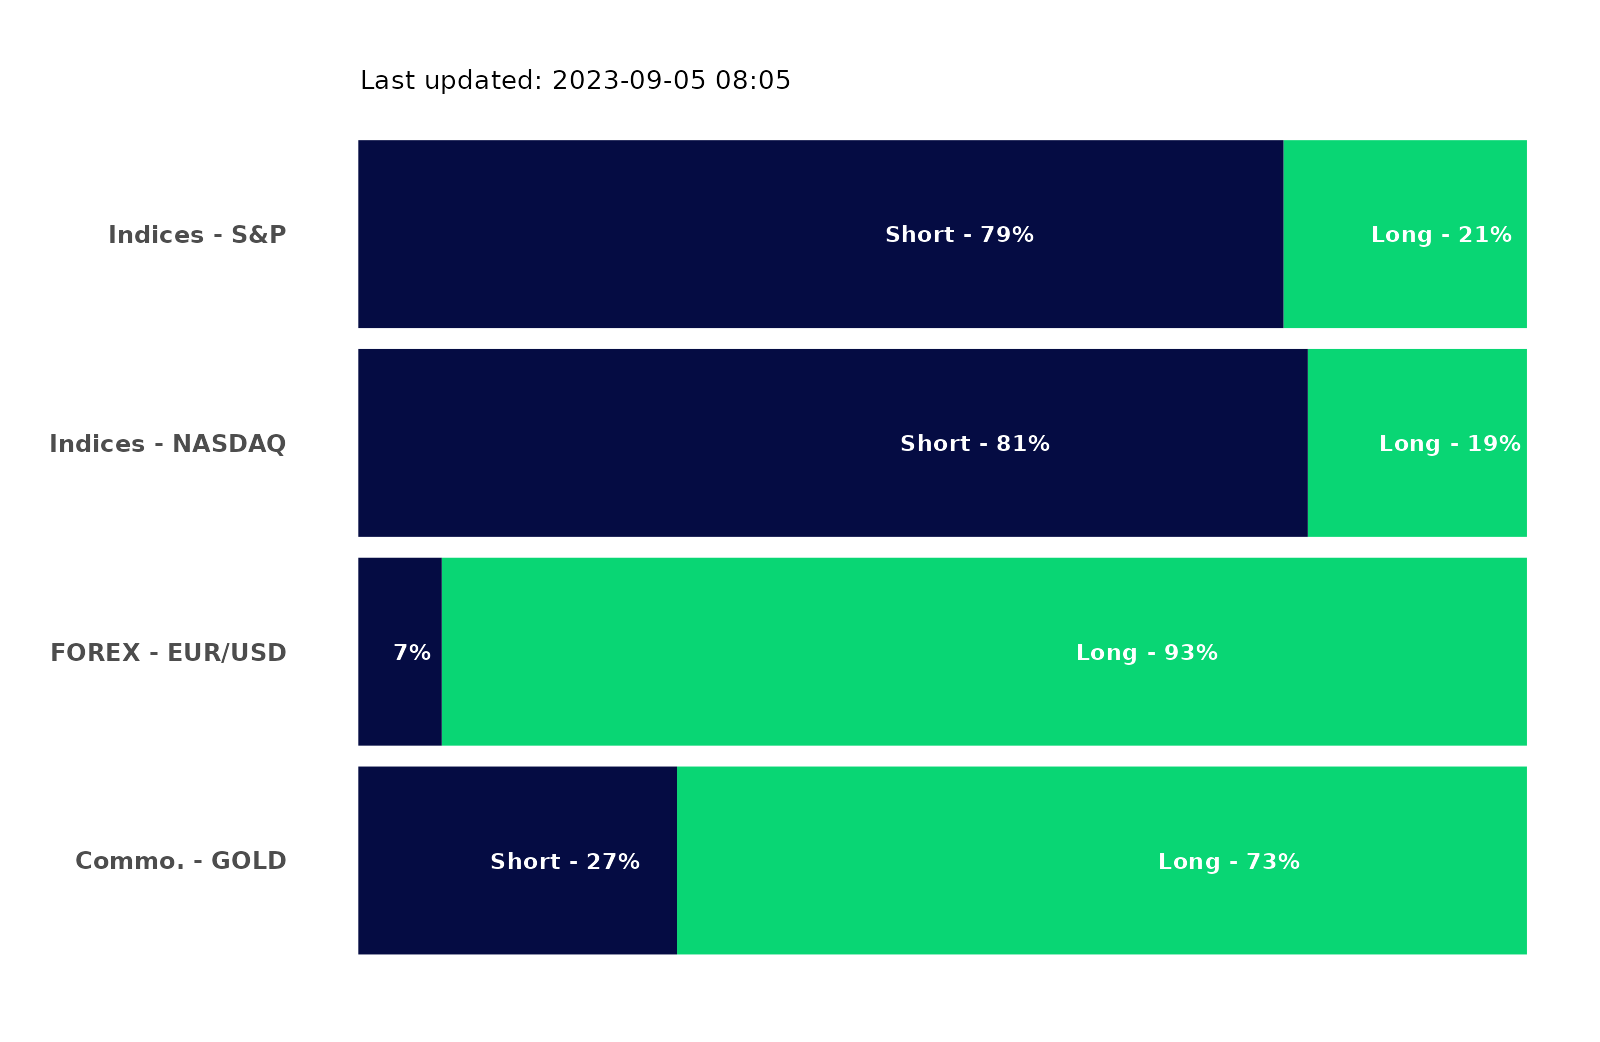 Last updated: 2023-09-05 08:05
Indices - S&P
Short - 79%
Long - 21%
Indices - NASDAQ
Short - 81%
Long - 19%
FOREX - EUR/USD
7%
Long - 93%
Commo. - GOLD
Short - 27%
Long - 73%